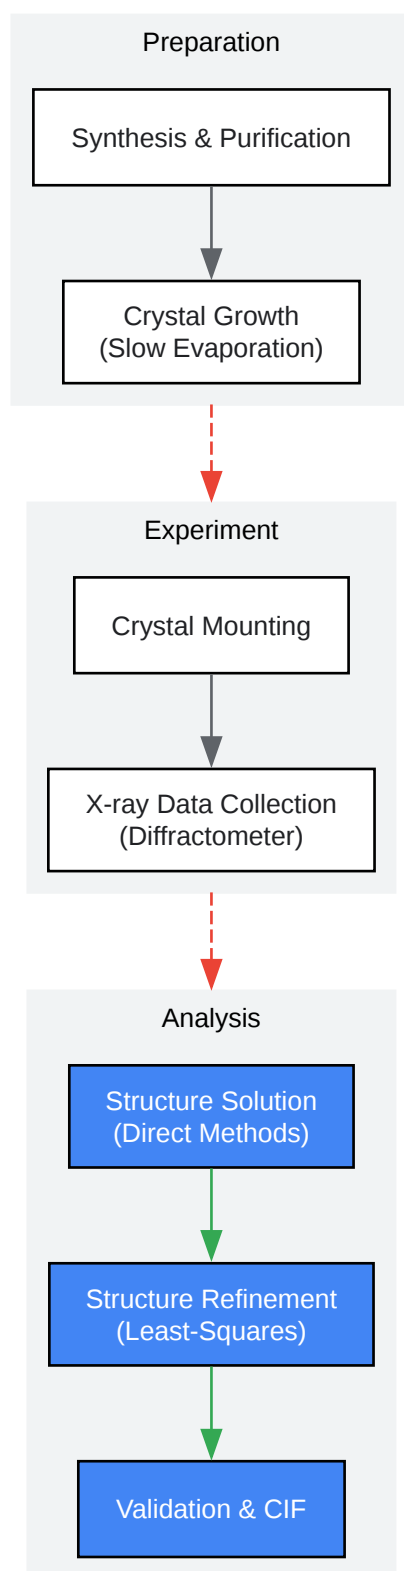 Preparation
Synthesis & Purification
Crystal Growth
(Slow Evaporation)
Experiment
Crystal Mounting
X-ray Data Collection
(Diffractometer)
Analysis
Structure Solution
(Direct Methods)
Structure Refinement
(Least-Squares)
Validation & CIF